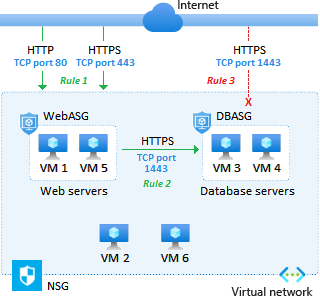 Internet
HTTP
TCP port 80
HTTPS
TCP port 443
HTTPS
TCP port 1443
Rule 1
Rule 3
X
WebASG
DBASG
VM 1
VM 5
HTTPS
TCP port
1443
Rule 2
VM 3
VM 4
Web servers
Database servers
VM 2
VM 6
NSG
Virtual network